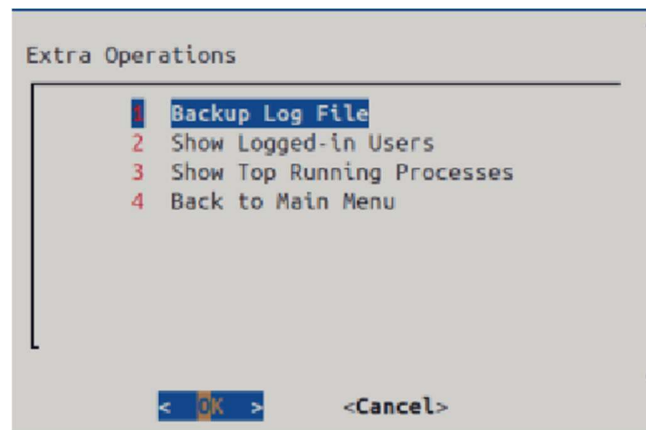 Extra Operations
1 Backup Log File
2 Show Logged-in Users
3 Show Top Running Processes
4 Back to Main Menu
< OK > <Cancel>